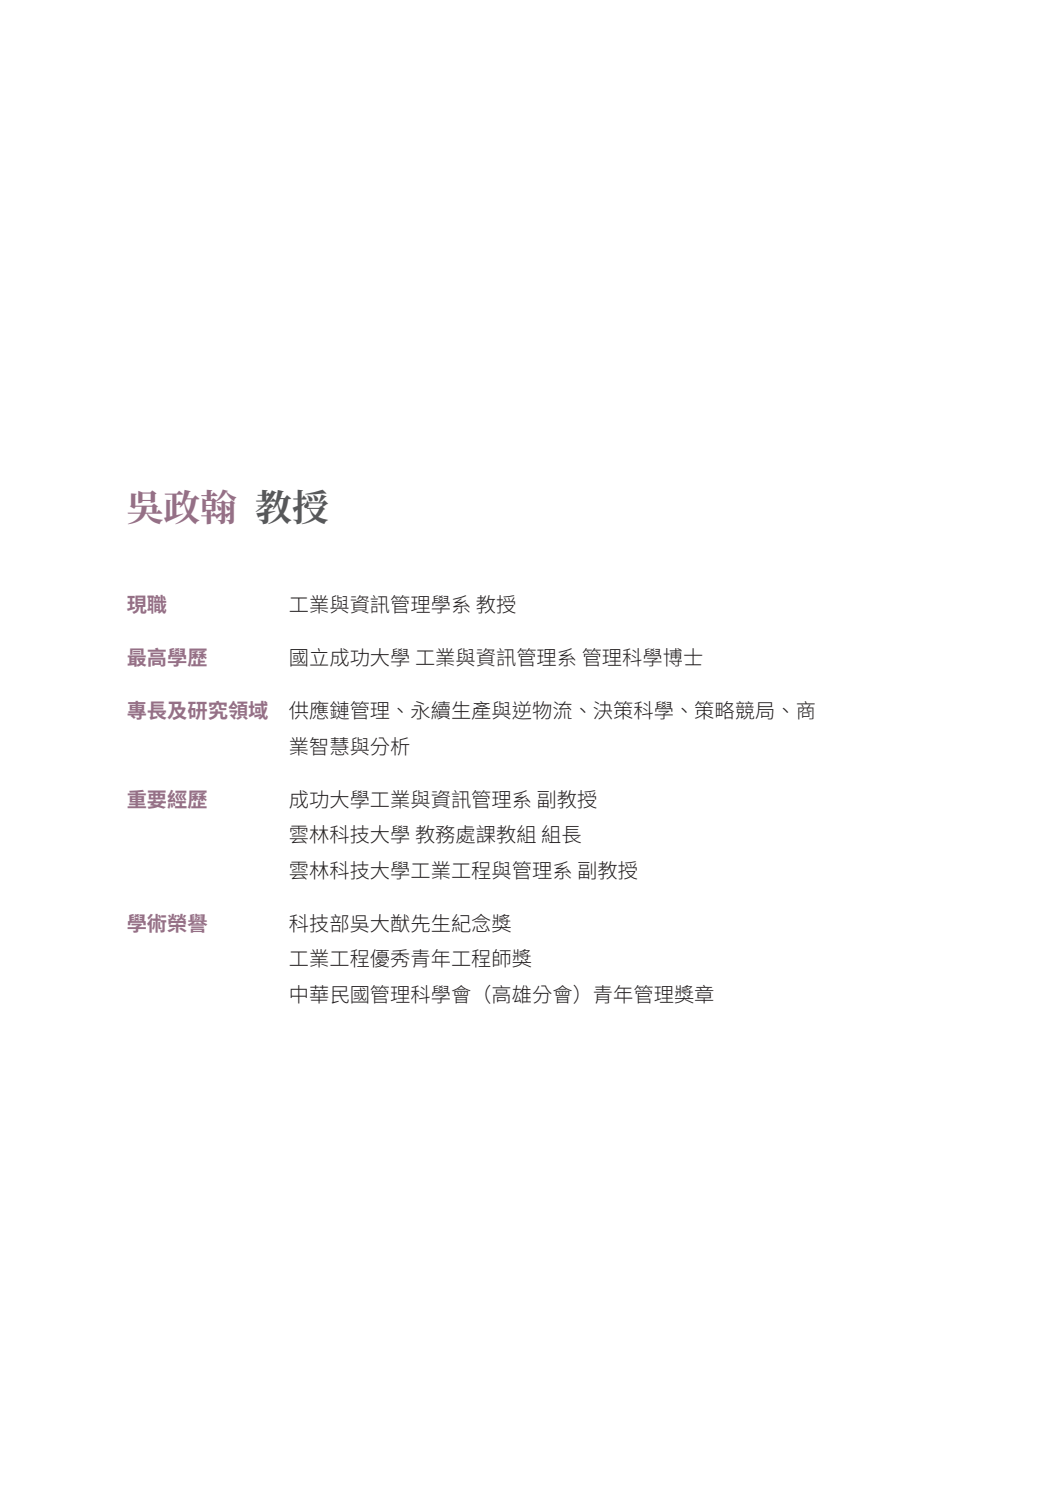 吳政翰 教授
現職 工業與資訊管理學系 教授
最高學歷 國立成功大學 工業與資訊管理系 管理科學博士
專長及研究領域 供應鏈管理、永續生產與逆物流、決策科學、策略競局、商
業智慧與分析
重要經歷 成功大學工業與資訊管理系 副教授
雲林科技大學 教務處課教組 組長
雲林科技大學工業工程與管理系 副教授
學術榮譽 科技部吳大猷先生紀念獎
工業工程優秀青年工程師獎
中華民國管理科學會（高雄分會）青年管理獎章